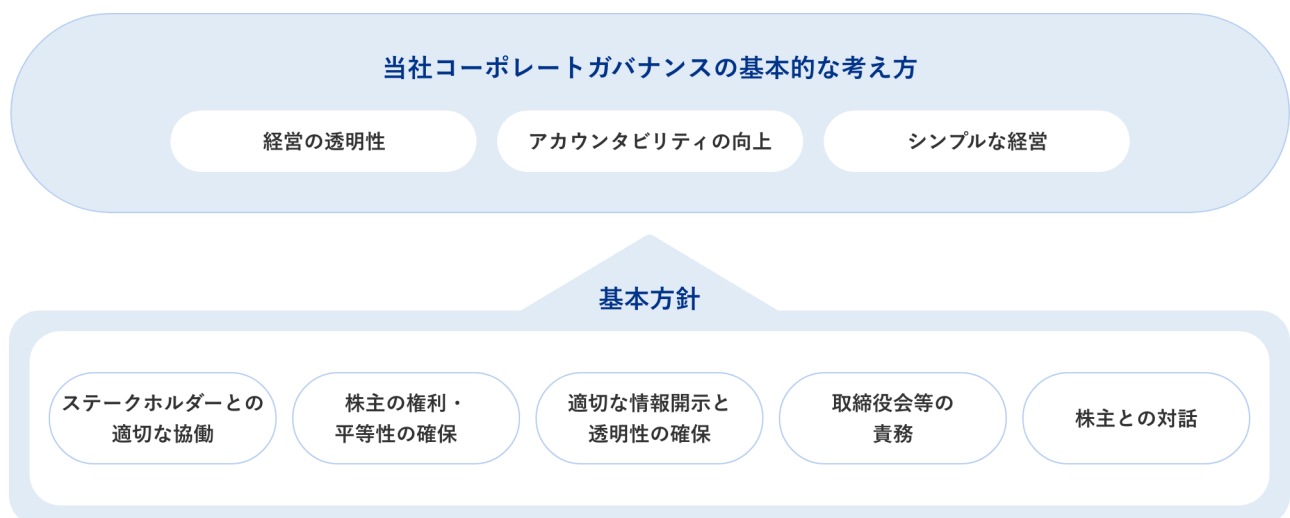 当社コーポレートガバナンスの基本的な考え方
経営の透明性
アカウンタビリティの向上
シンプルな経営
基本方針
ステークホルダーとの
適切な協働
株主の権利・
平等性の確保
適切な情報開示と
透明性の確保
取締役会等の
責務
株主との対話